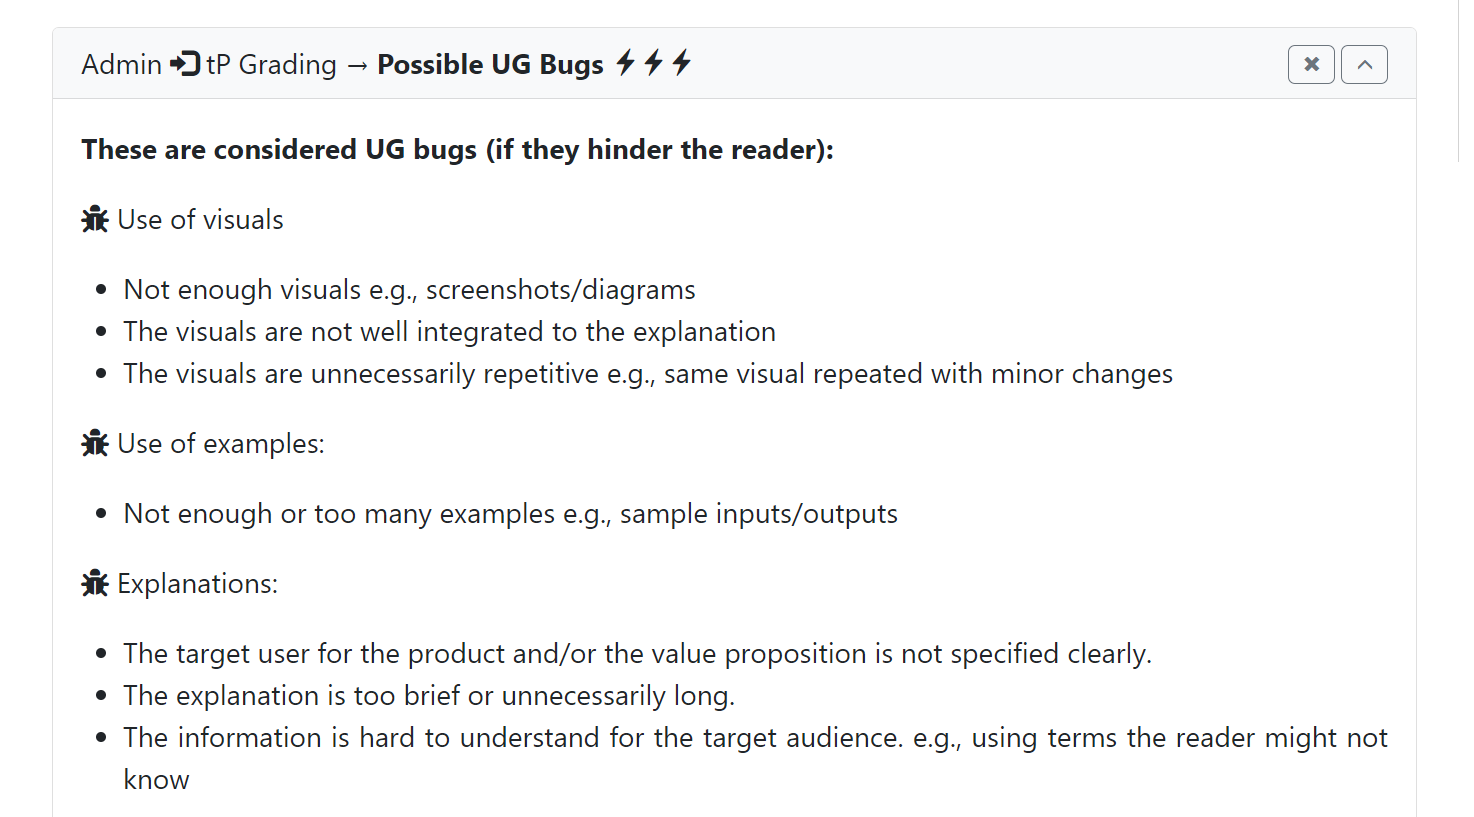 Admin tP Grading → Possible UG Bugs
These are considered UG bugs (if they hinder the reader):
Use of visuals
• Not enough visuals e.g., screenshots/diagrams
• The visuals are not well integrated to the explanation
• The visuals are unnecessarily repetitive e.g., same visual repeated with minor changes
Use of examples:
• Not enough or too many examples e.g., sample inputs/outputs
Explanations:
• The target user for the product and/or the value proposition is not specified clearly.
• The explanation is too brief or unnecessarily long.
• The information is hard to understand for the target audience. e.g., using terms the reader might not
know